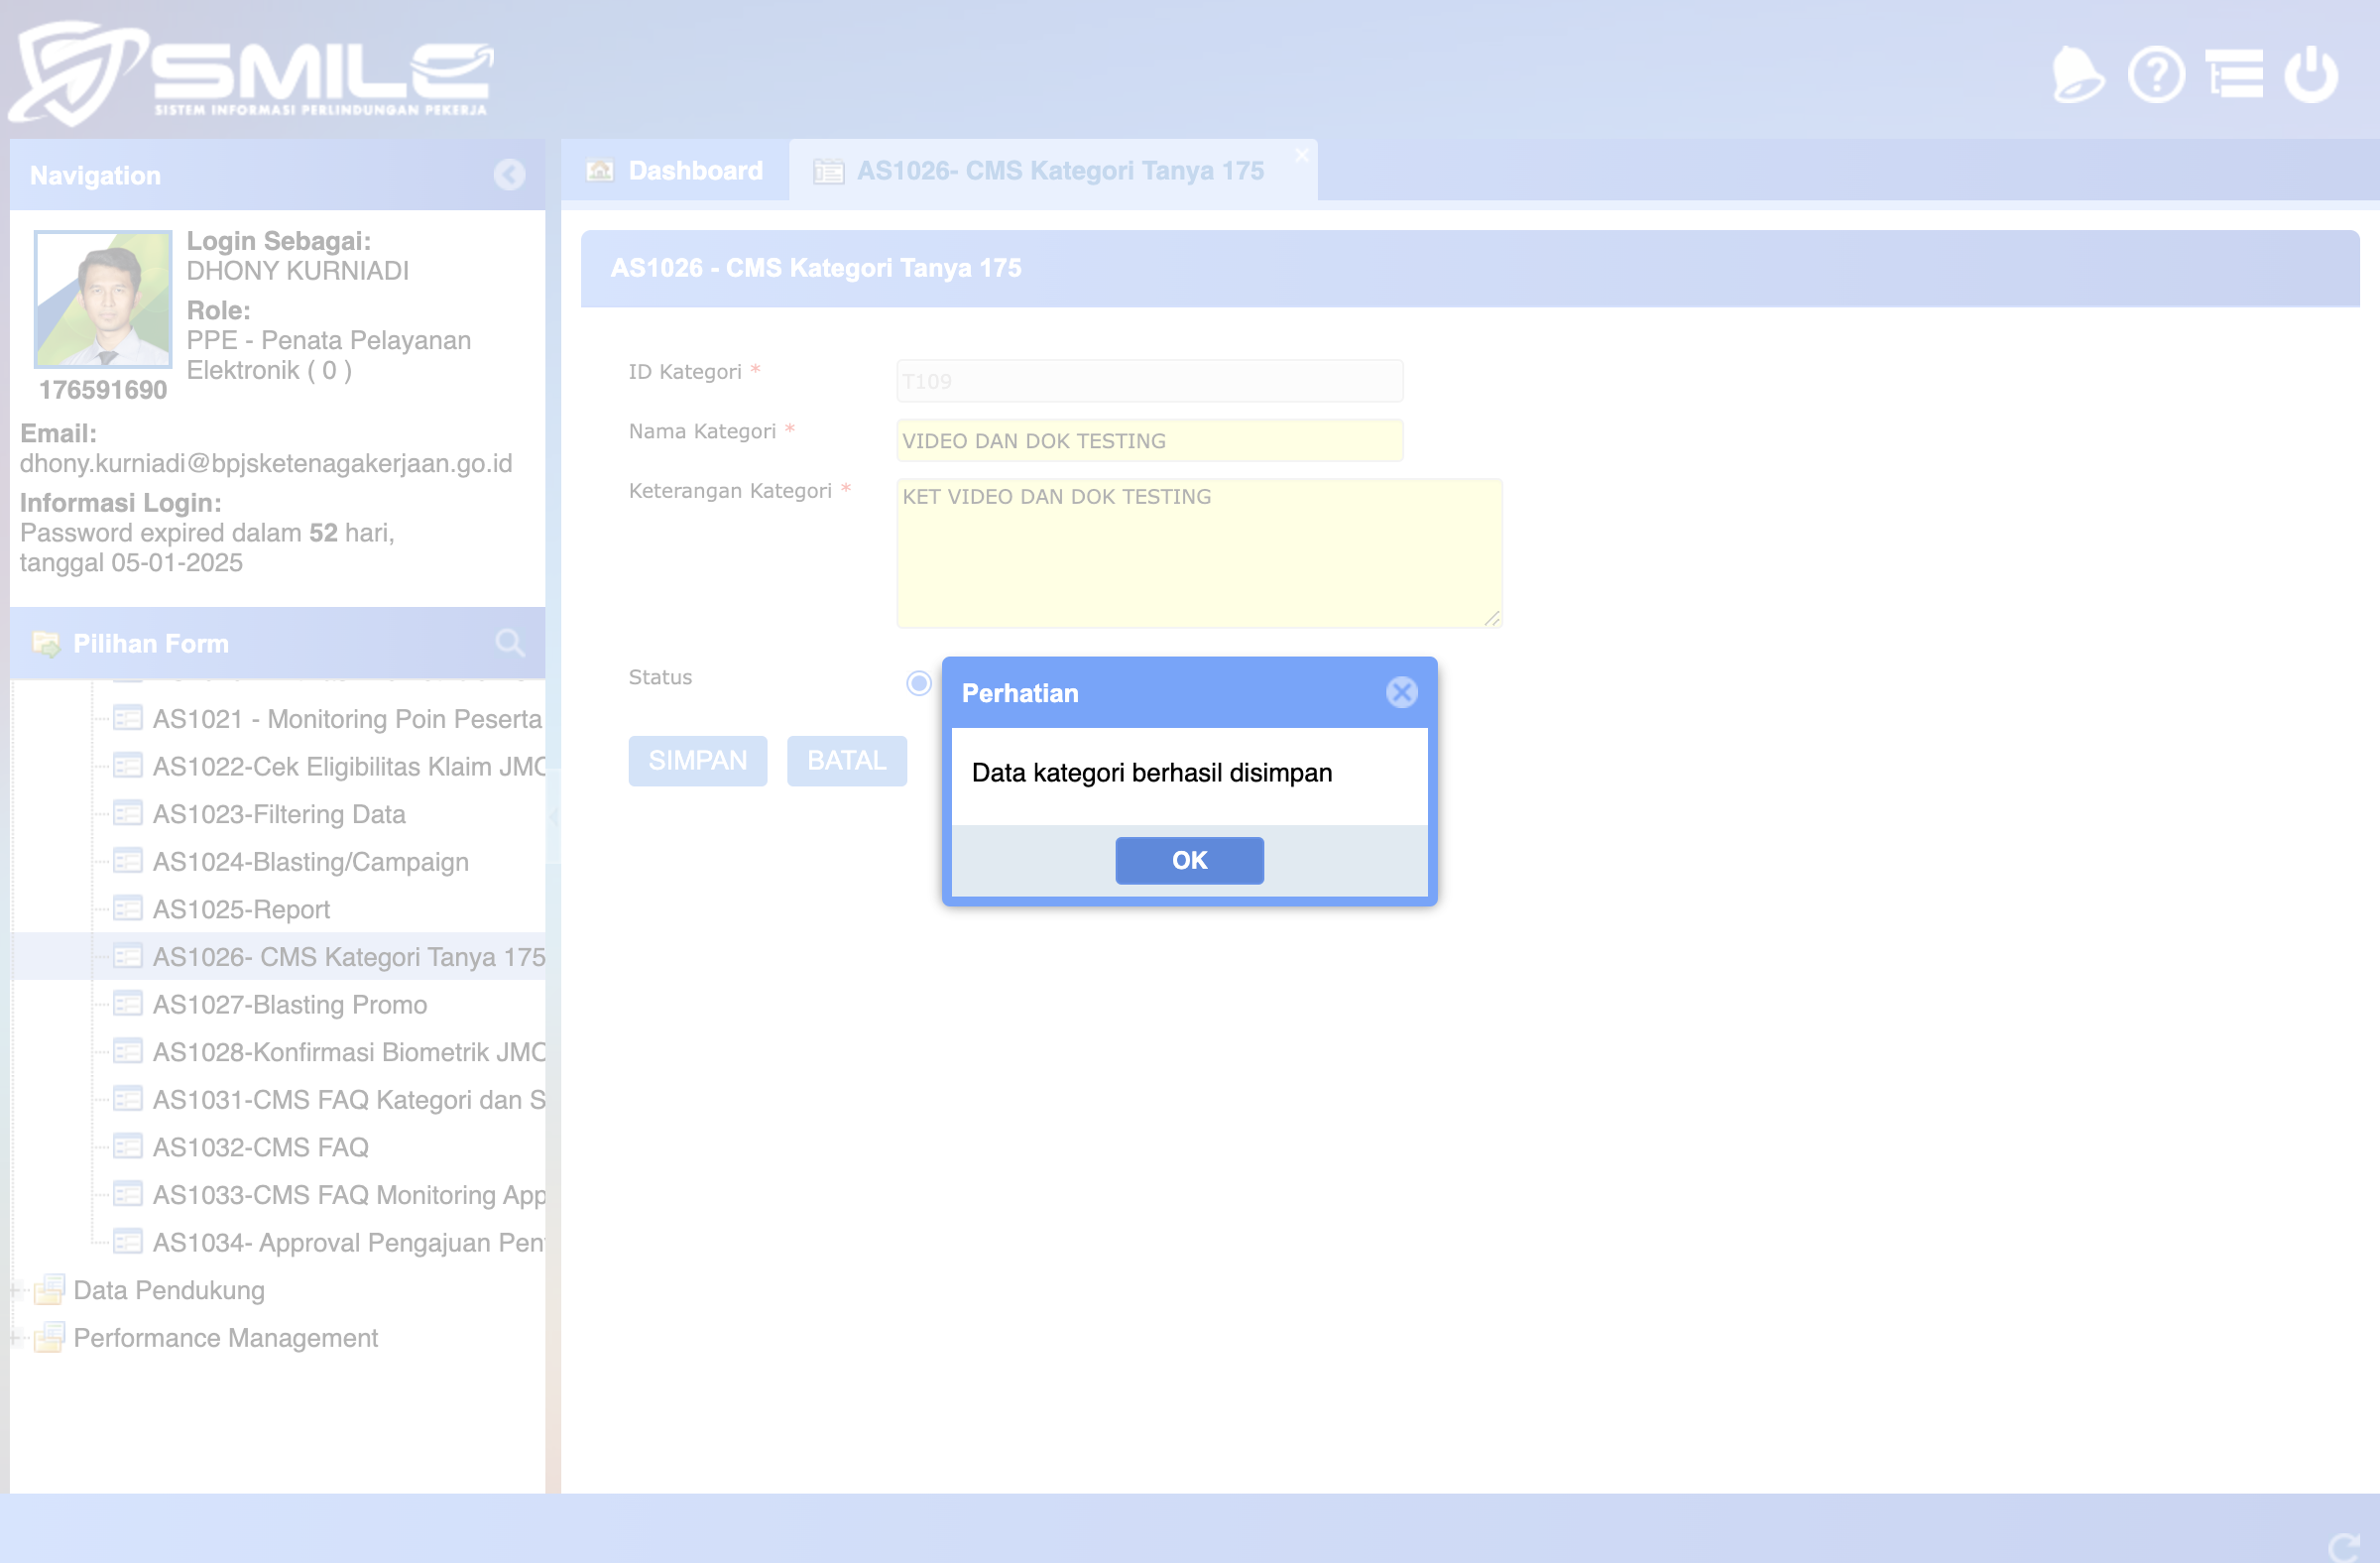 SMILE
SISTEM INFORMASI PERLINDUNGAN PEKERJA
Navigation
Login Sebagai:
DHONY KURNIADI
Role:
PPE - Penata Pelayanan
Elektronik ( 0 )
176591690
Email:
dhony.kurniadi@bpjsketenagakerjaan.go.id
Informasi Login:
Password expired dalam 52 hari,
tanggal 05-01-2025
Pilihan Form
AS1021 - Monitoring Poin Peserta
AS1022-Cek Eligibilitas Klaim JMO
AS1023-Filtering Data
AS1024-Blasting/Campaign
AS1025-Report
AS1026- CMS Kategori Tanya 175
AS1027-Blasting Promo
AS1028-Konfirmasi Biometrik JMO
AS1031-CMS FAQ Kategori dan S
AS1032-CMS FAQ
AS1033-CMS FAQ Monitoring App
AS1034- Approval Pengajuan Pen
Data Pendukung
Performance Management
Dashboard
AS1026- CMS Kategori Tanya 175
AS1026 - CMS Kategori Tanya 175
ID Kategori *
T109
Nama Kategori *
VIDEO DAN DOK TESTING
Keterangan Kategori *
KET VIDEO DAN DOK TESTING
Status
SIMPAN
BATAL
Perhatian
Data kategori berhasil disimpan
OK